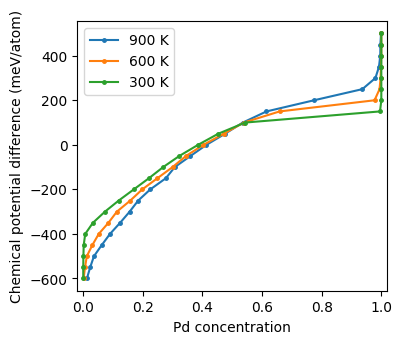 Chemical potential difference (meV/atom)
900 K
600 K
300 K
400
200
0
−200
−400
−600
0.0 0.2 0.4 0.6 0.8 1.0
Pd concentration